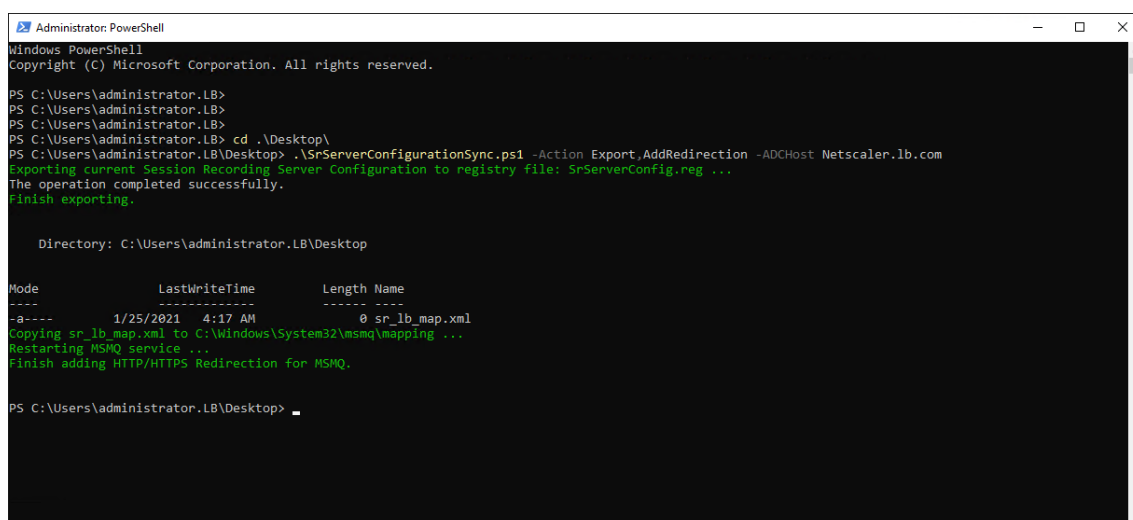 Administrator: PowerShell
Windows PowerShell
Copyright (C) Microsoft Corporation. All rights reserved.
PS C:\Users\administrator.LB>
PS C:\Users\administrator.LB>
PS C:\Users\administrator.LB>
PS C:\Users\administrator.LB> cd .\Desktop\
PS C:\Users\administrator.LB\Desktop> .\SrServerConfigurationSync.ps1 -Action Export,AddRedirection -ADCHost Netscaler.lb.com
Exporting current Session Recording Server Configuration to registry file: SrServerConfig.reg ...
The operation completed successfully.
Finish exporting.
    Directory: C:\Users\administrator.LB\Desktop
Mode                LastWriteTime         Length Name
----                -------------         ------ ----
-a----        1/25/2021   4:17 AM              0 sr_lb_map.xml
Copying sr_lb_map.xml to C:\Windows\System32\msmq\mapping ...
Restarting MSMQ service ...
Finish adding HTTP/HTTPS Redirection for MSMQ.
PS C:\Users\administrator.LB\Desktop>